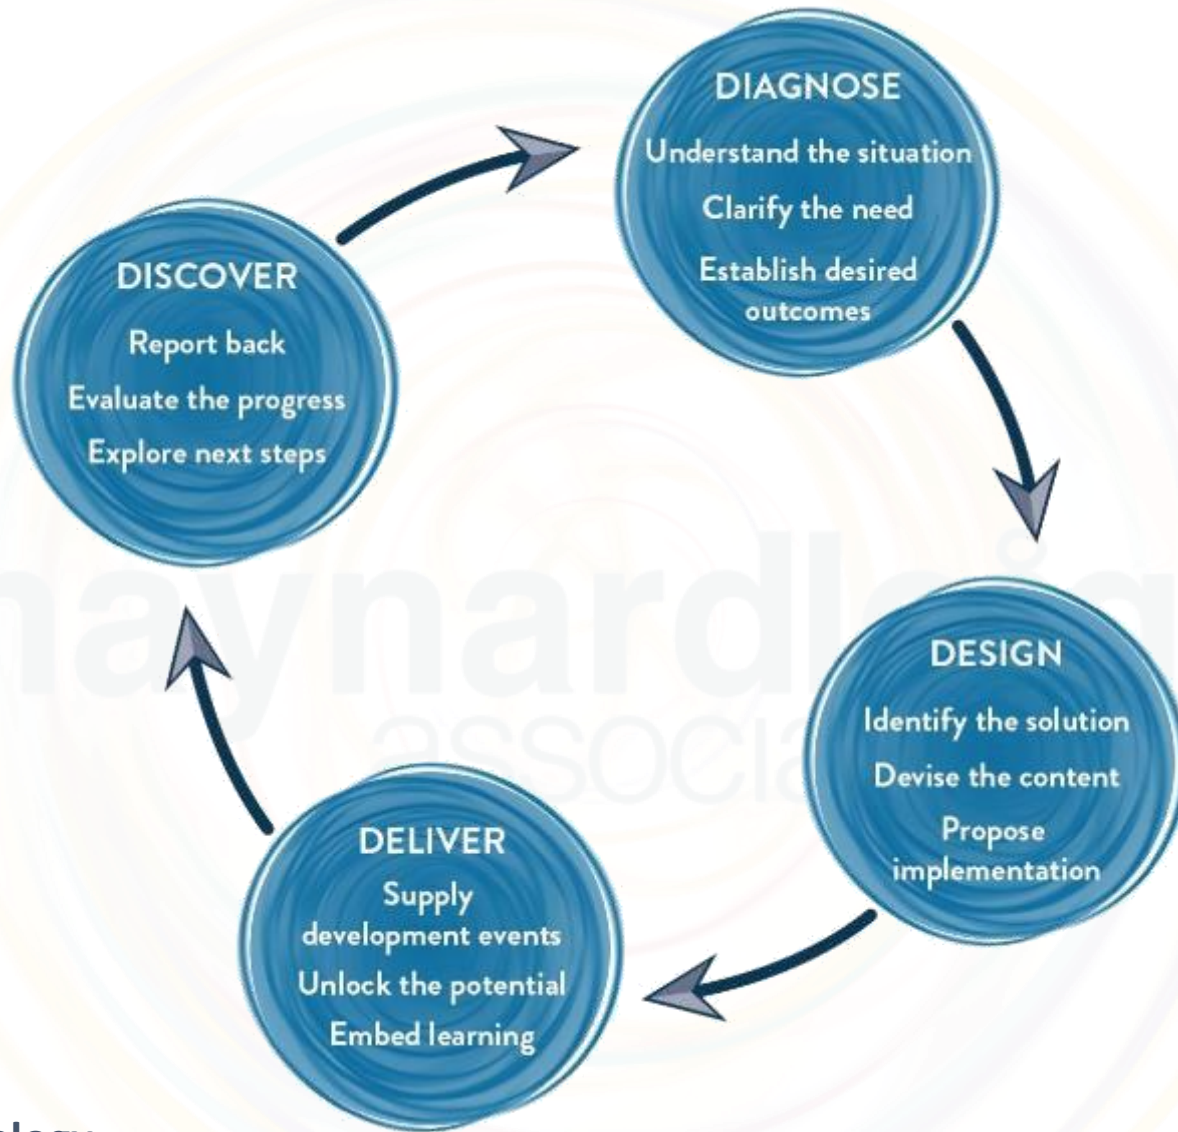 DIAGNOSE
Understand the situation
Clarify the need
Establish desired
outcomes
DESIGN
Identify the solution
Devise the content
Propose
implementation
DELIVER
Supply
development events
Unlock the potential
Embed learning
DISCOVER
Report back
Evaluate the progress
Explore next steps